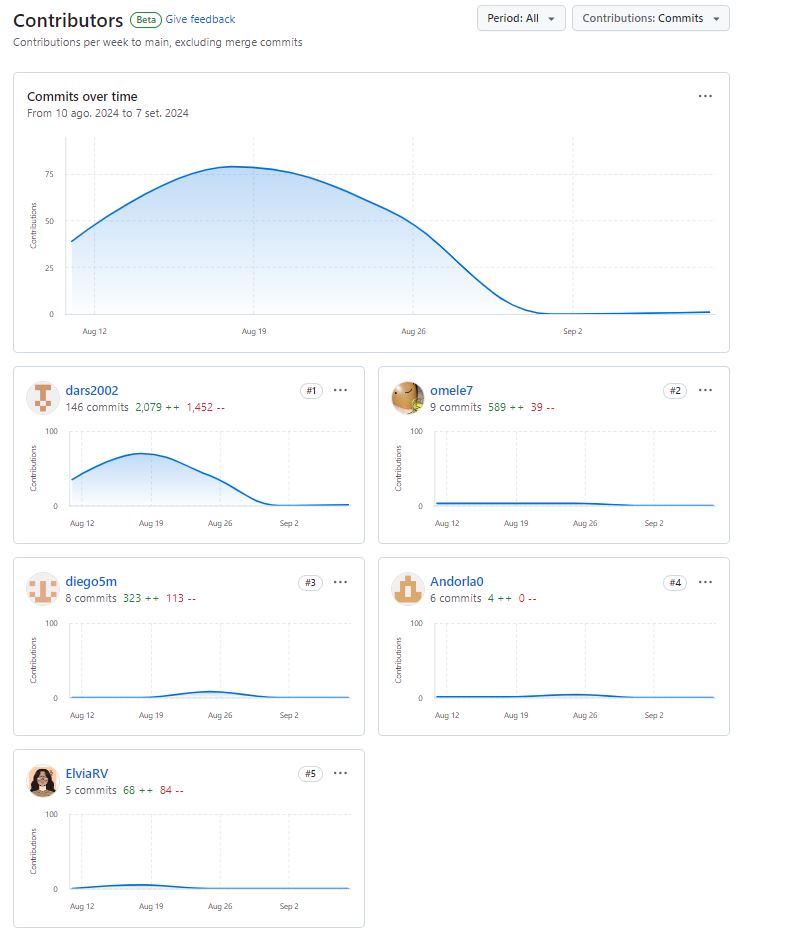 Contributors Beta Give feedback
Period: All
Contributions: Commits
Contributions per week to main, excluding merge commits
Commits over time
From 10 ago. 2024 to 7 set. 2024
Contributions
75
50
25
0
Aug 12 Aug 19 Aug 26 Sep 2
dars2002 #1
146 commits 2,079 ++ 1,452 --
Contributions
100
0
Aug 12 Aug 19 Aug 26 Sep 2
omele7 #2
9 commits 589 ++ 39 --
Contributions
100
0
Aug 12 Aug 19 Aug 26 Sep 2
diego5m #3
8 commits 323 ++ 113 --
Contributions
100
0
Aug 12 Aug 19 Aug 26 Sep 2
Andorla0 #4
6 commits 4 ++ 0 --
Contributions
100
0
Aug 12 Aug 19 Aug 26 Sep 2
ElviaRV #5
5 commits 68 ++ 84 --
Contributions
100
0
Aug 12 Aug 19 Aug 26 Sep 2